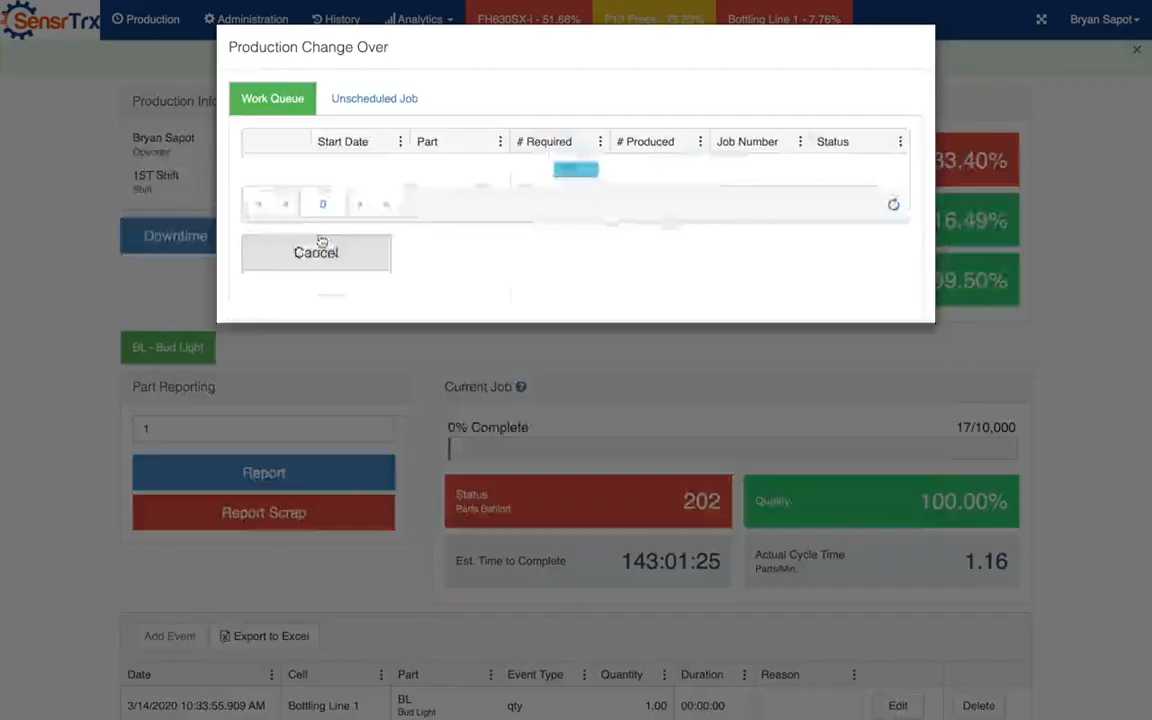 SensrTrx
Production
Administration
History
Analytics
FH630SX-i - 51.66%
Bottling Line 1 - 7.76%
Bryan Sapot
×
Production Change Over
Work Queue
Unscheduled Job
Start Date
Part
# Required
# Produced
Job Number
Status
0
Cancel
Production Inf
Bryan Sapot
Operator
1ST Shift
Shift
Downtime
33.40%
16.49%
99.50%
BL - Bud Light
Part Reporting
1
Report
Report Scrap
Current Job
0% Complete
17/10,000
Status
Parts Behind
202
Quality
100.00%
Est. Time to Complete
143:01:25
Actual Cycle Time
Parts/Min.
1.16
Add Event
Export to Excel
Date
Cell
Part
Event Type
Quantity
Duration
Reason
3/14/2020 10:33:55.909 AM
Bottling Line 1
BL
Bud Light
qty
1.00
00:00:00
Edit
Delete